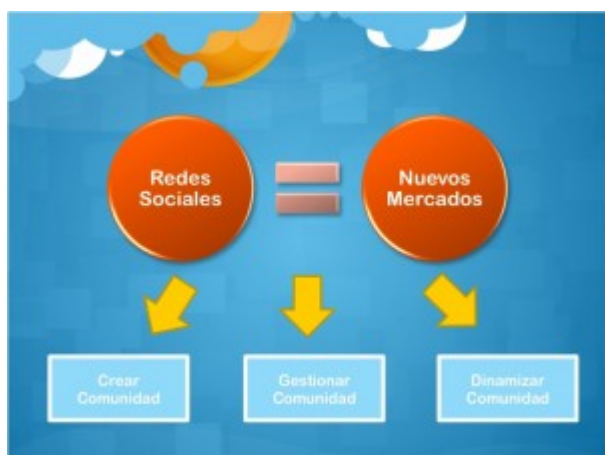 Redes
Sociales
Nuevos
Mercados
Crear
Comunidad
Gestionar
Comunidad
Dinamizar
Comunidad